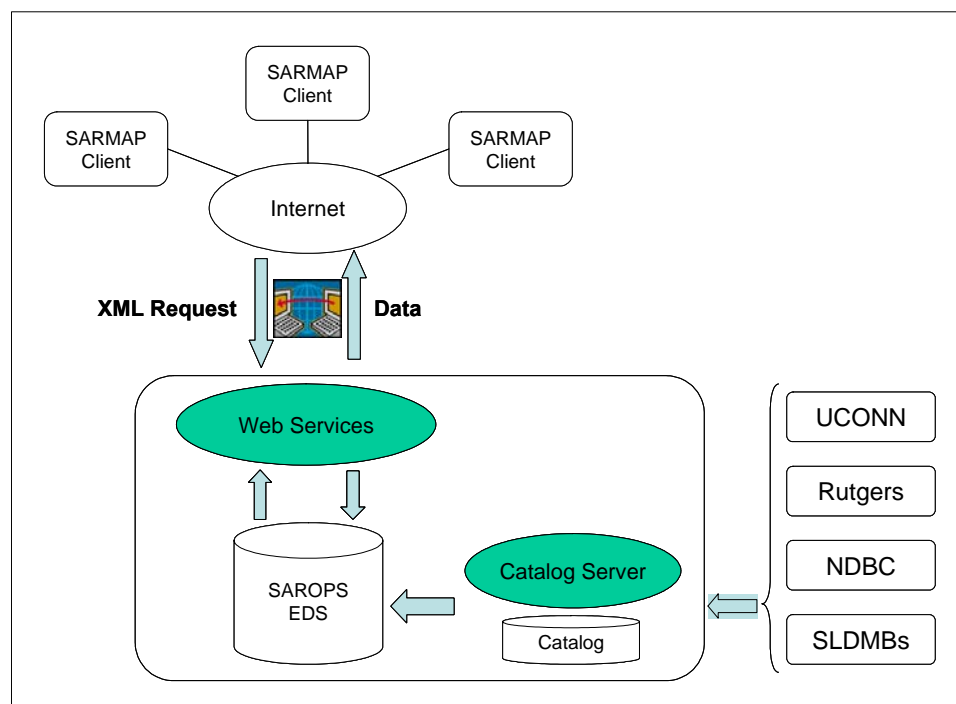 SARMAP
Client
SARMAP
Client
SARMAP
Client
Internet
XML Request
Data
Web Services
UCONN
Rutgers
NDBC
SLDMBs
SAROPS
EDS
Catalog Server
Catalog